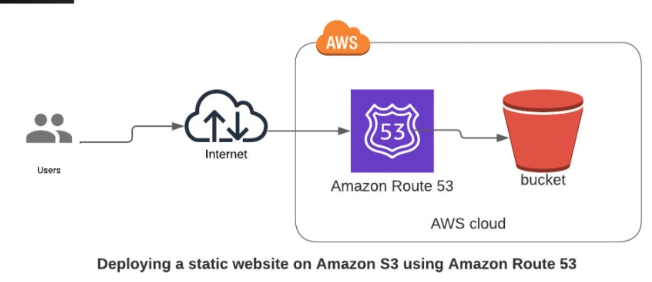 AWS
Users
Internet
53
Amazon Route 53
bucket
AWS cloud
Deploying a static website on Amazon S3 using Amazon Route 53